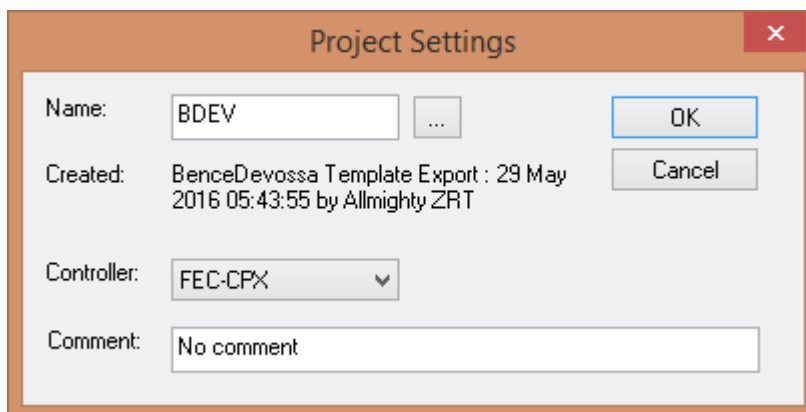 Project Settings
Name:
BDEV
...
OK
Created:
BenceDevossa Template Export : 29 May
2016 05:43:55 by Allmighty ZRT
Cancel
Controller:
FEC-CPX
Comment:
No comment